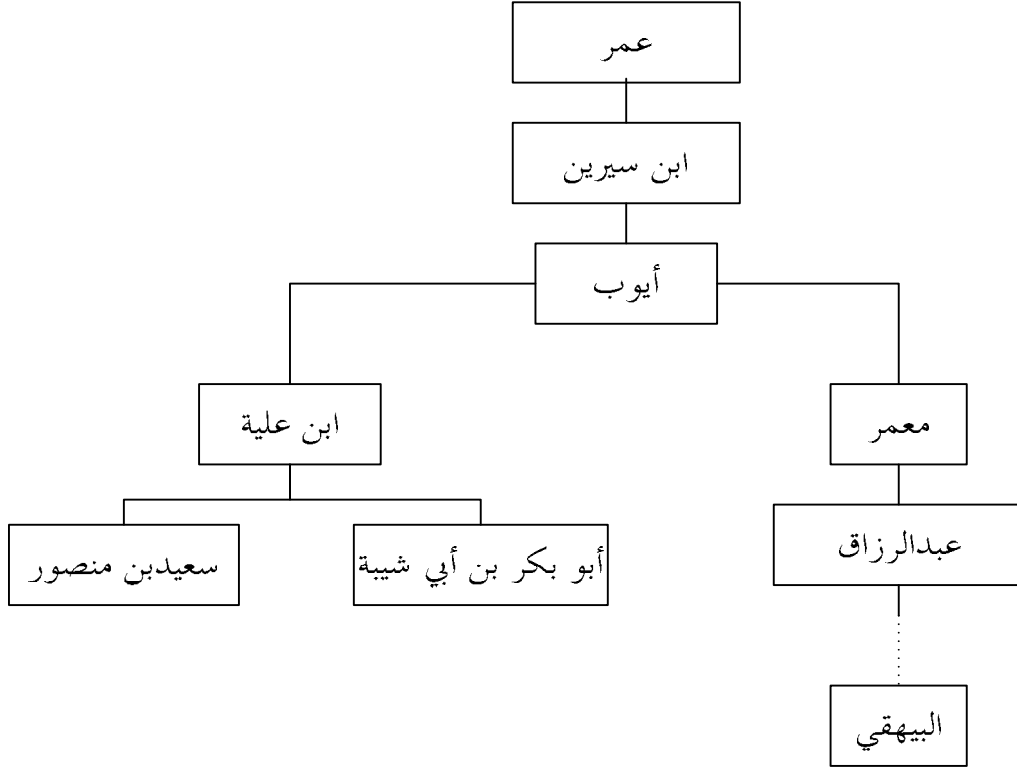 عمر
ابن سيرين
أيوب
معمر
ابن علية
عبدالرزاق
أبو بكر بن أبي شيبة
سعيدبن منصور
البيهقي